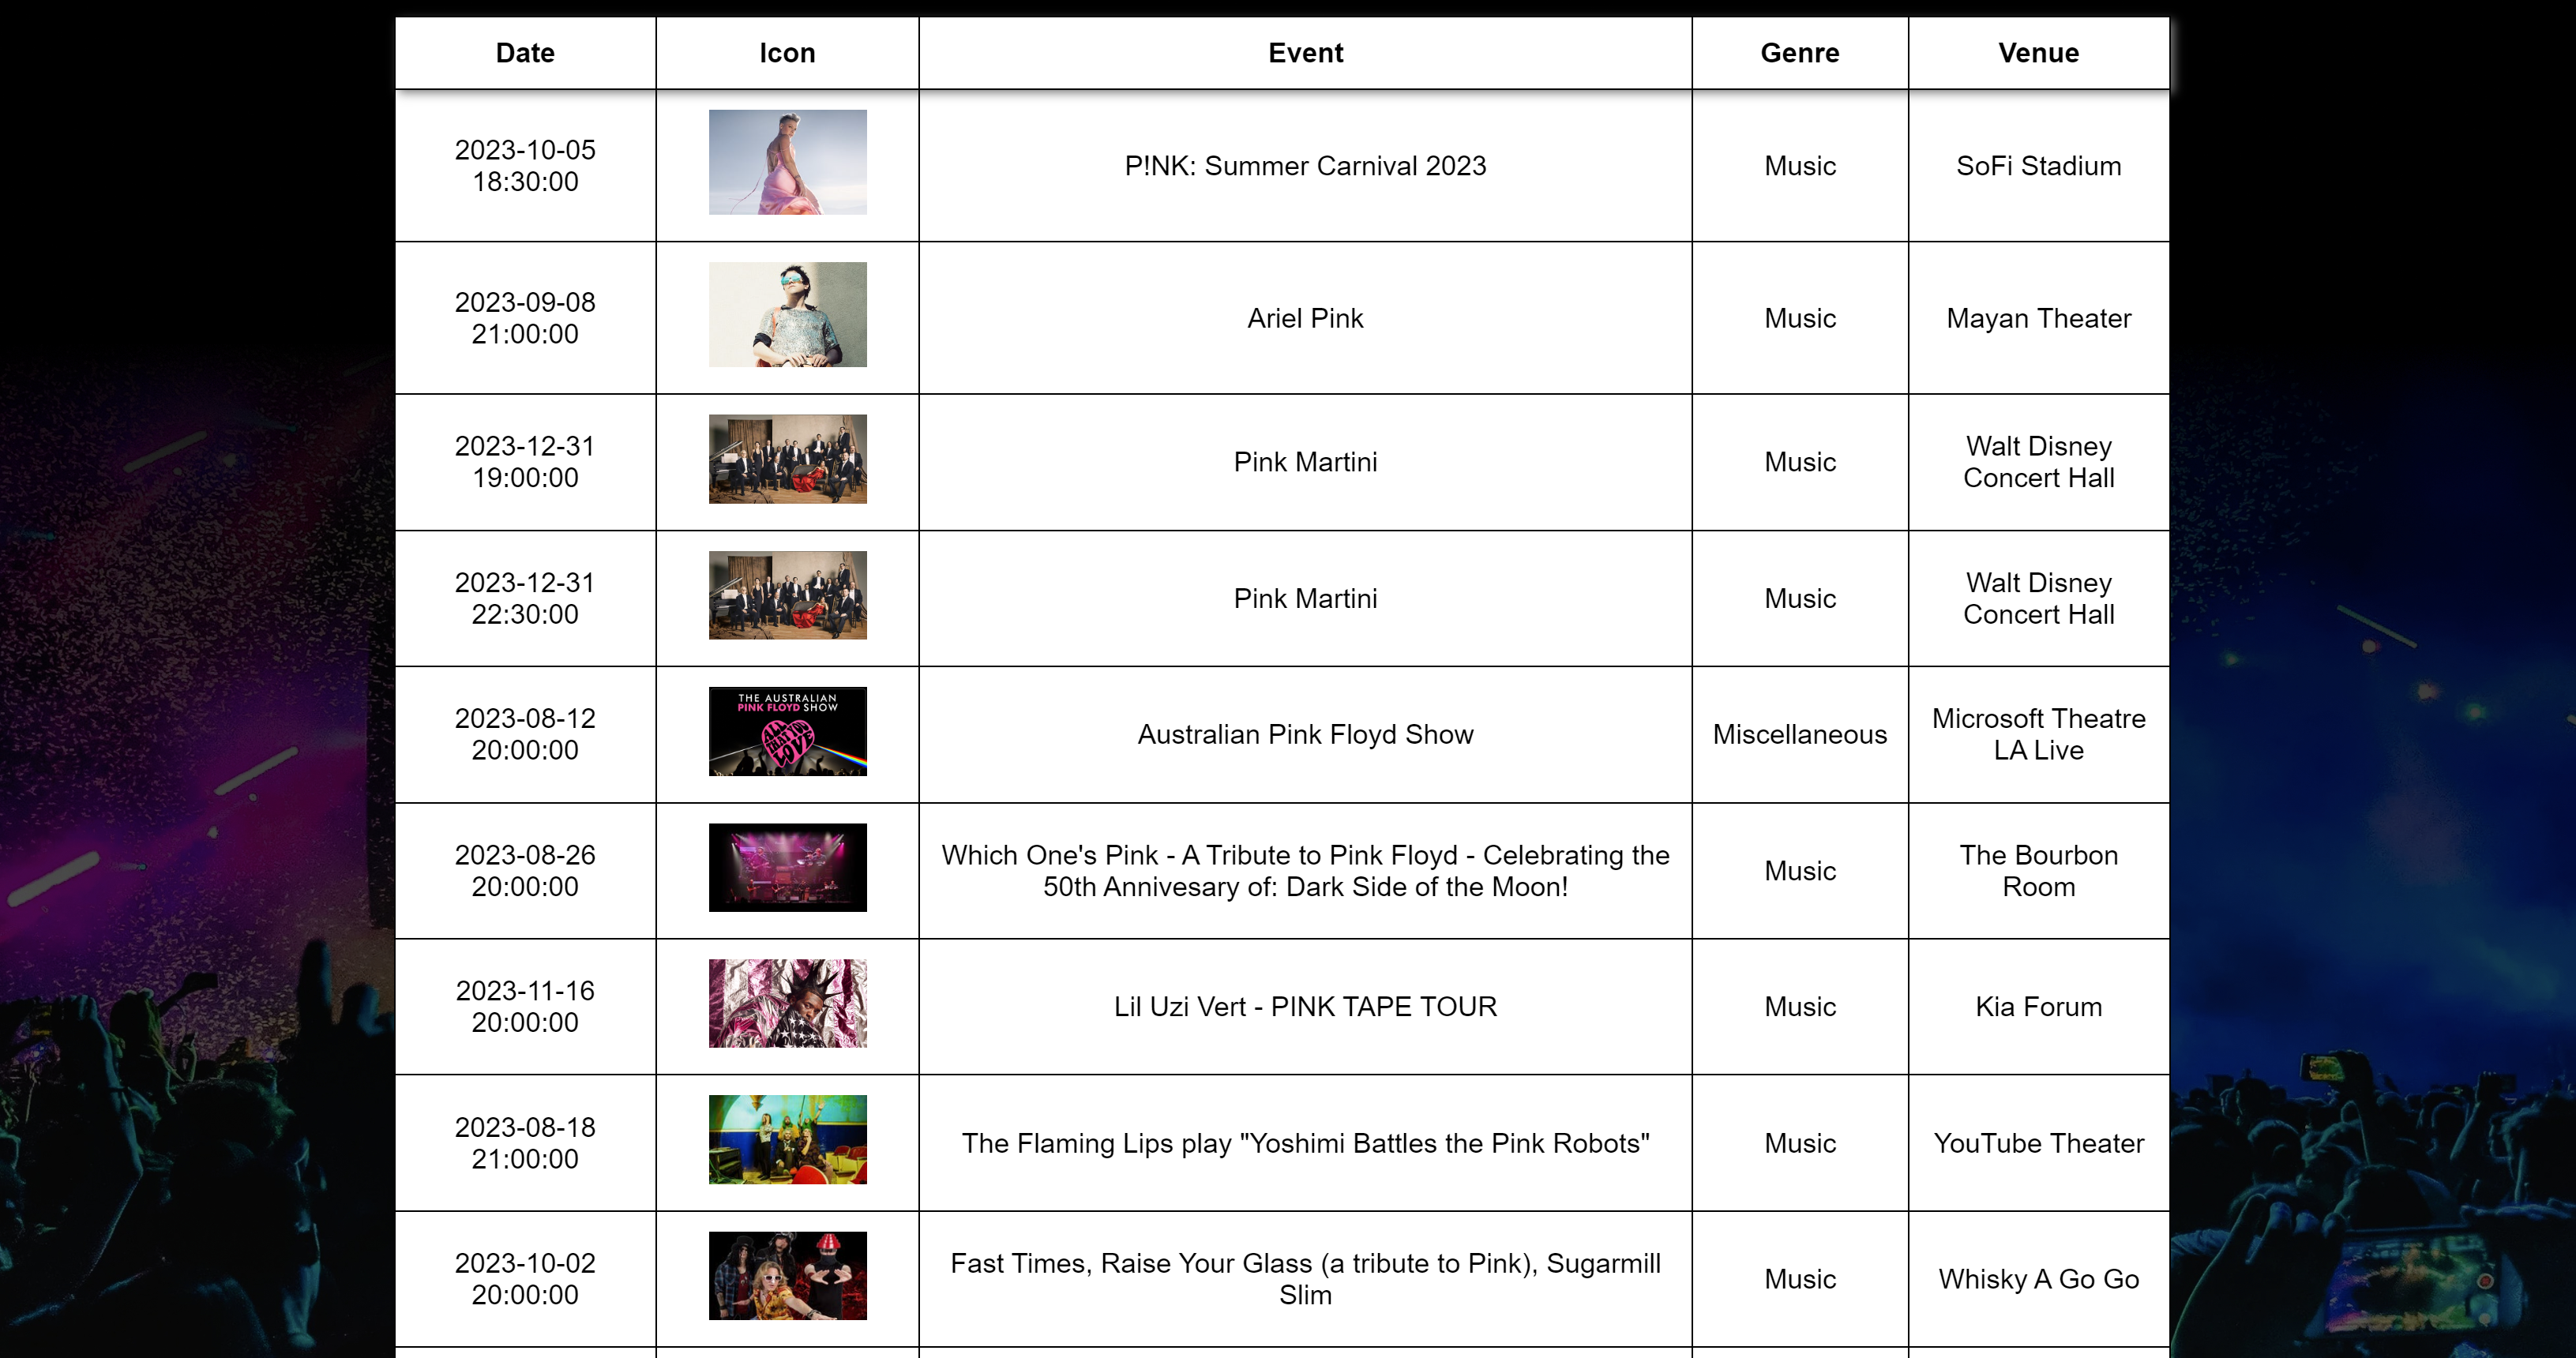 Date Icon Event Genre Venue
2023-10-05
18:30:00
P!NK: Summer Carnival 2023
Music
SoFi Stadium
2023-09-08
21:00:00
Ariel Pink
Music
Mayan Theater
2023-12-31
19:00:00
Pink Martini
Music
Walt Disney
Concert Hall
2023-12-31
22:30:00
Pink Martini
Music
Walt Disney
Concert Hall
2023-08-12
20:00:00
THE AUSTRALIAN
PINK FLOYD SHOW
ALL
THAT YOU
LOVE
Australian Pink Floyd Show
Miscellaneous
Microsoft Theatre
LA Live
2023-08-26
20:00:00
Which One's Pink - A Tribute to Pink Floyd - Celebrating the
50th Annivesary of: Dark Side of the Moon!
Music
The Bourbon
Room
2023-11-16
20:00:00
Lil Uzi Vert - PINK TAPE TOUR
Music
Kia Forum
2023-08-18
21:00:00
The Flaming Lips play "Yoshimi Battles the Pink Robots"
Music
YouTube Theater
2023-10-02
20:00:00
Fast Times, Raise Your Glass (a tribute to Pink), Sugarmill
Slim
Music
Whisky A Go Go